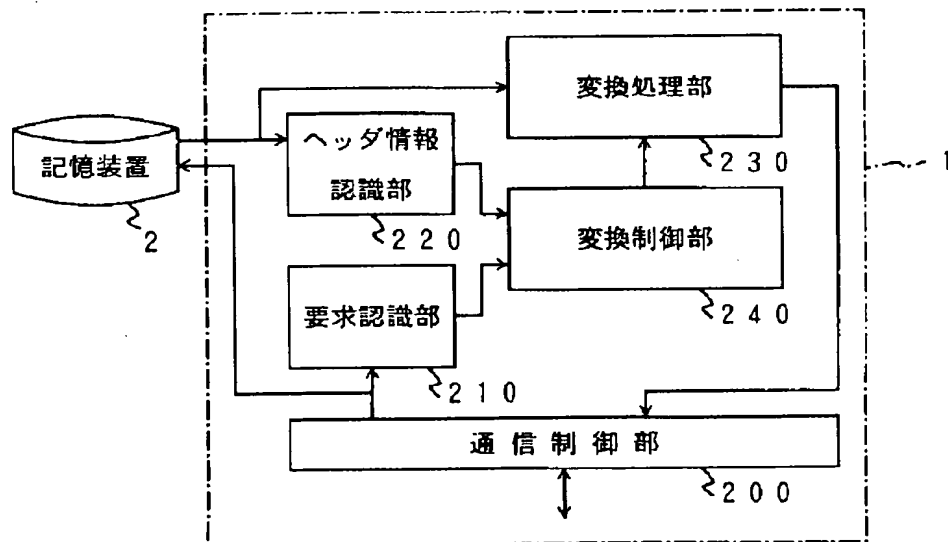 変換処理部
230
1
記憶装置
2
ヘッダ情報
認識部
220
変換制御部
240
要求認識部
210
通信制御部
200